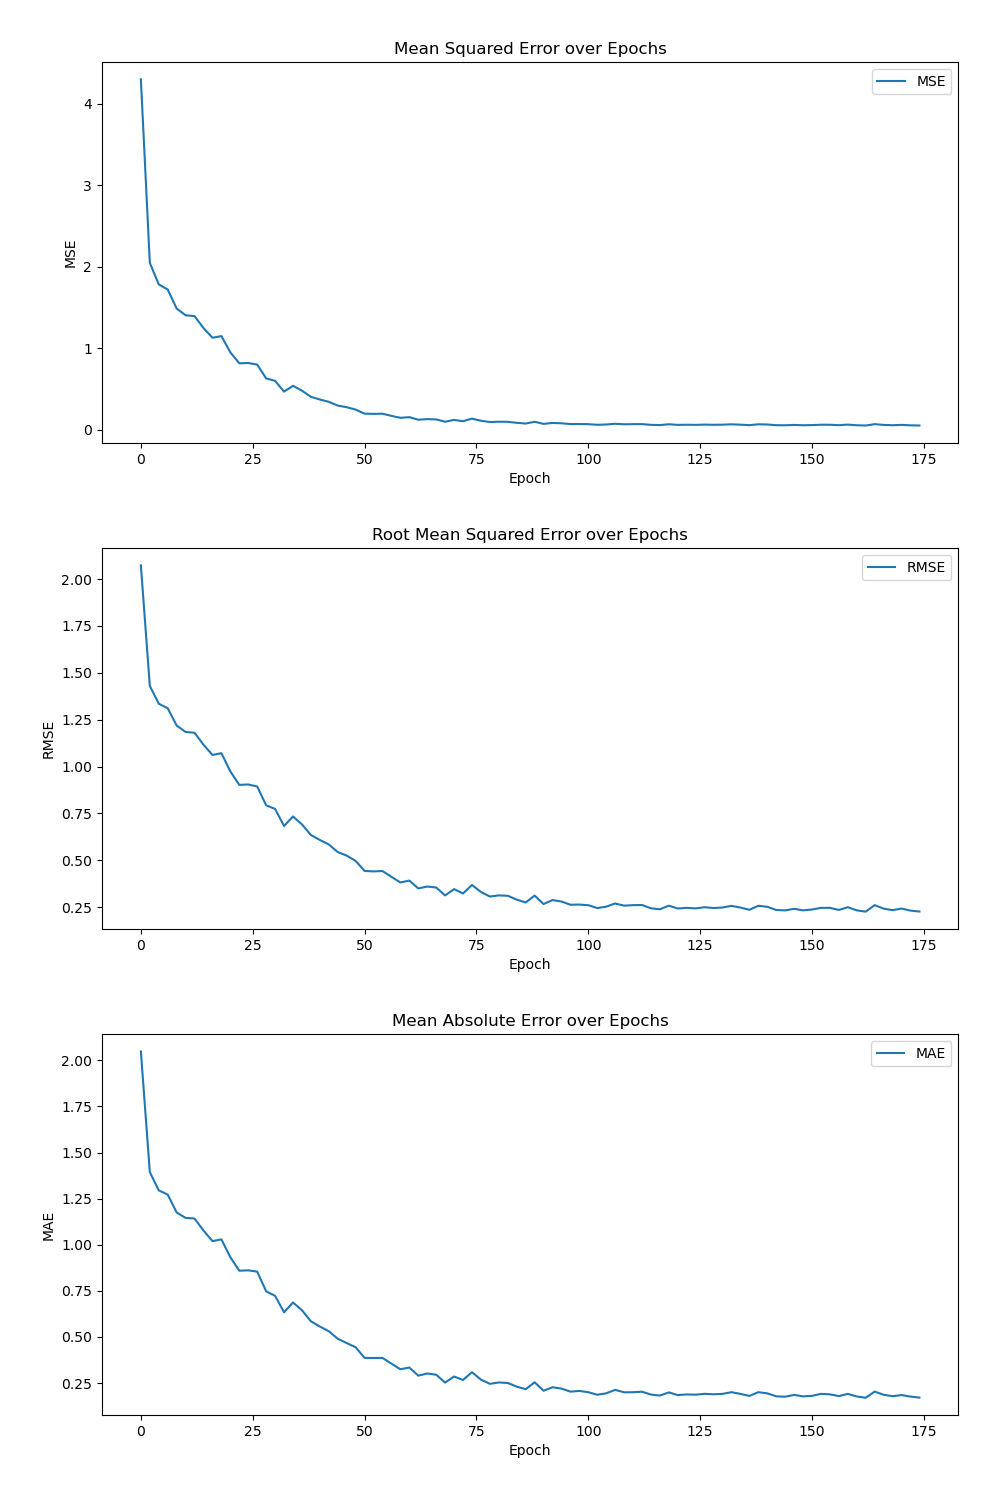 Mean Squared Error over Epochs
MSE
4
3
2
1
0
MSE
0 25 50 75 100 125 150 175
Epoch
Root Mean Squared Error over Epochs
RMSE
2.00
1.75
1.50
1.25
1.00
0.75
0.50
0.25
RMSE
0 25 50 75 100 125 150 175
Epoch
Mean Absolute Error over Epochs
MAE
2.00
1.75
1.50
1.25
1.00
0.75
0.50
0.25
MAE
0 25 50 75 100 125 150 175
Epoch